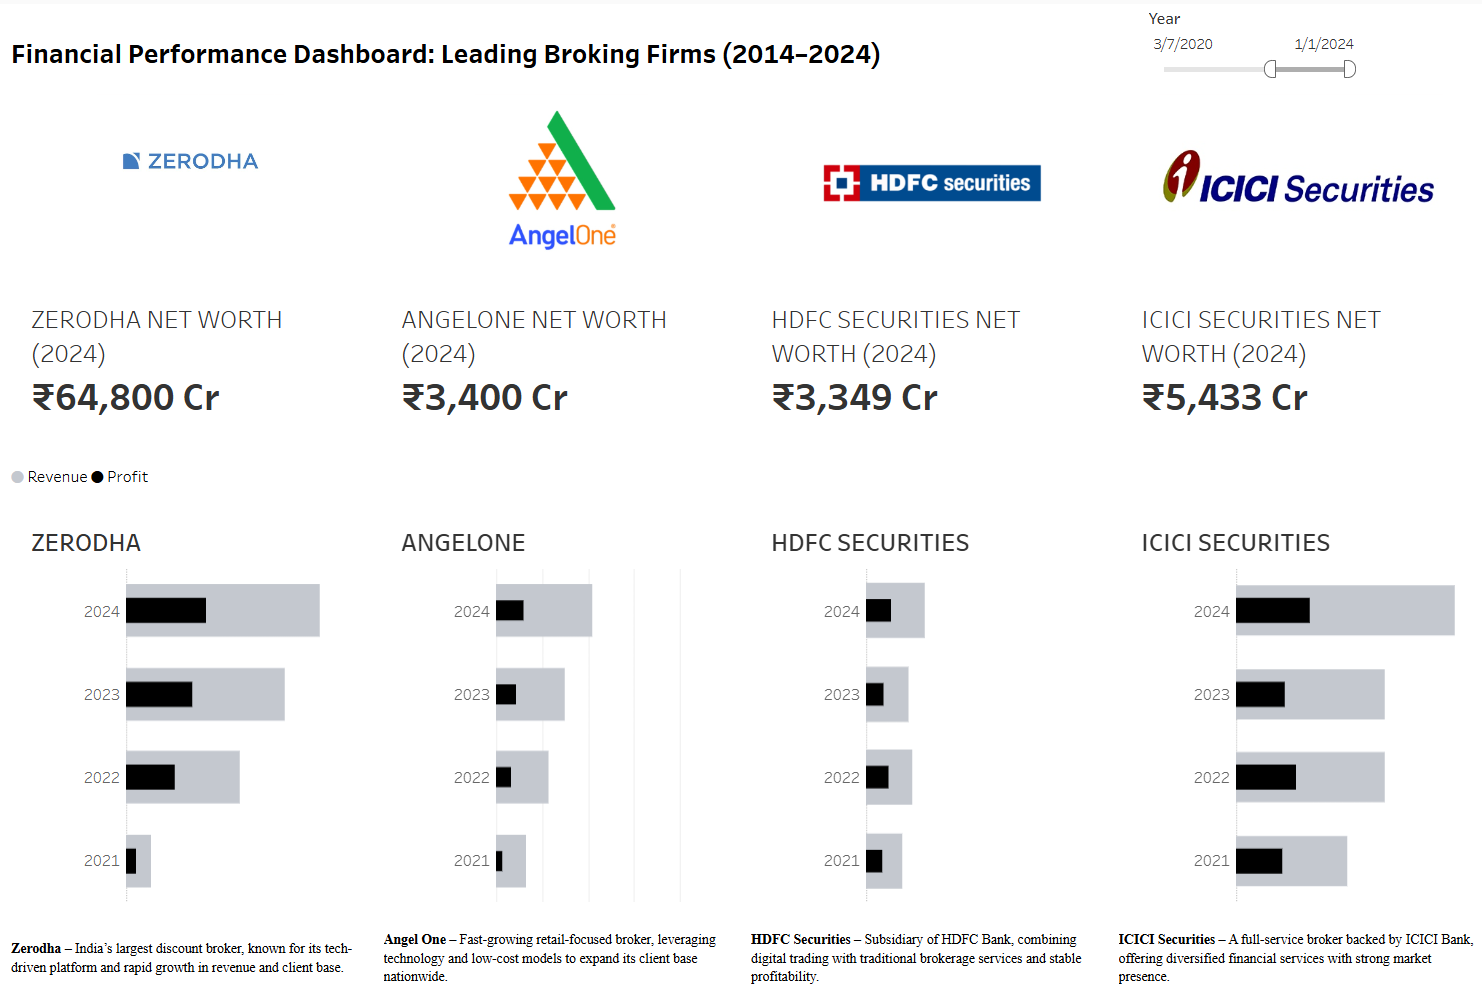 Year
3/7/2020
1/1/2024
Financial Performance Dashboard: Leading Broking Firms (2014–2024)
ZERODHA
AngelOne
HDFC securities
ICICI Securities
ZERODHA NET WORTH
(2024)
₹64,800 Cr
ANGELONE NET WORTH
(2024)
₹3,400 Cr
HDFC SECURITIES NET
WORTH (2024)
₹3,349 Cr
ICICI SECURITIES NET
WORTH (2024)
₹5,433 Cr
Revenue
Profit
ZERODHA
2024
2023
2022
2021
ANGELONE
2024
2023
2022
2021
HDFC SECURITIES
2024
2023
2022
2021
ICICI SECURITIES
2024
2023
2022
2021
Zerodha – India’s largest discount broker, known for its tech-
driven platform and rapid growth in revenue and client base.
Angel One – Fast-growing retail-focused broker, leveraging
technology and low-cost models to expand its client base
nationwide.
HDFC Securities – Subsidiary of HDFC Bank, combining
digital trading with traditional brokerage services and stable
profitability.
ICICI Securities – A full-service broker backed by ICICI Bank,
offering diversified financial services with strong market
presence.